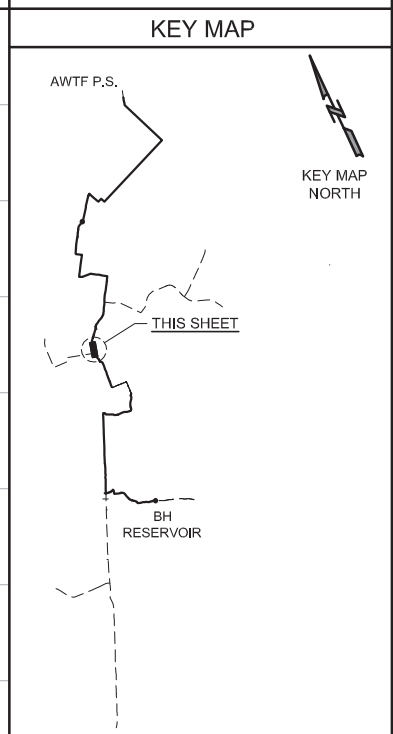 KEY MAP
AWTF P.S.
KEY MAP
NORTH
THIS SHEET
BH
RESERVOIR